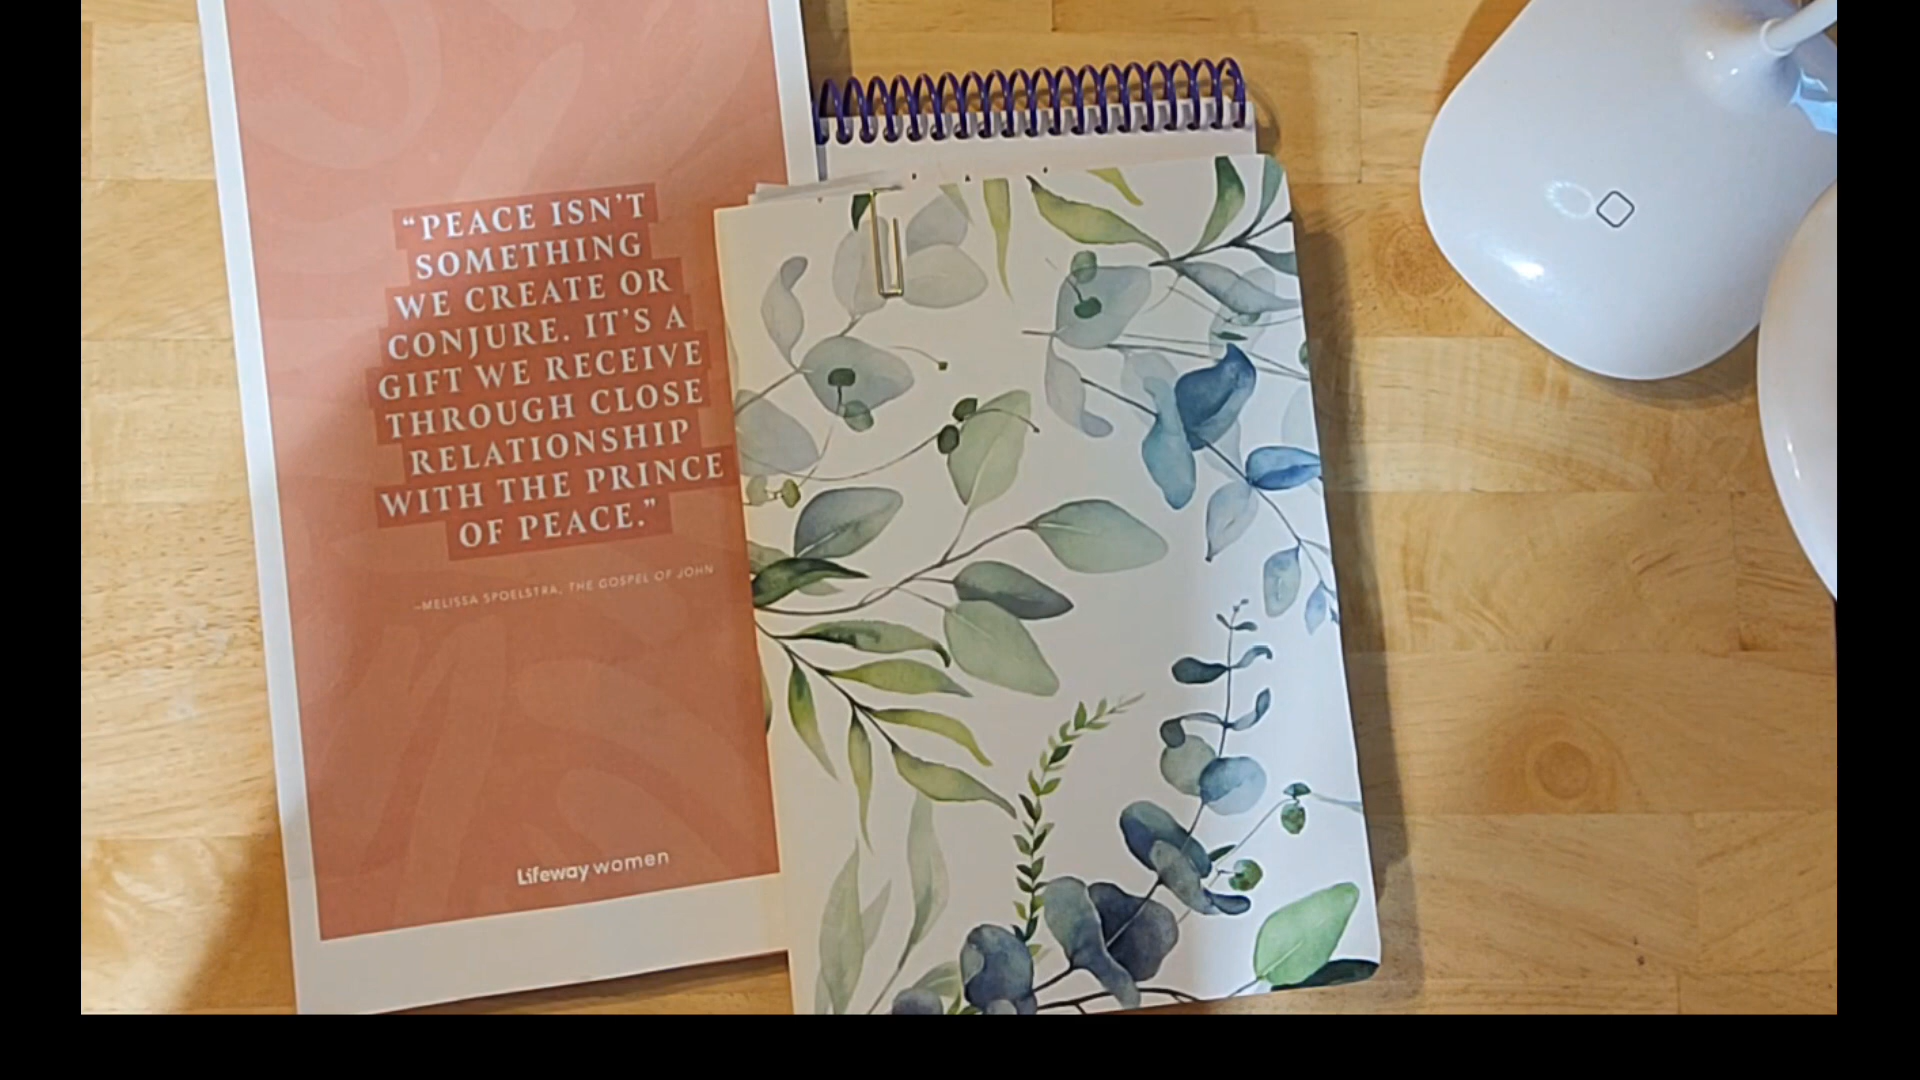 “PEACE ISN’T
SOMETHING
WE CREATE OR
CONJURE. IT’S A
GIFT WE RECEIVE
THROUGH CLOSE
RELATIONSHIP
WITH THE PRINCE
OF PEACE.”
–MELISSA SPOELSTRA, THE GOSPEL OF JOHN
Lifeway women